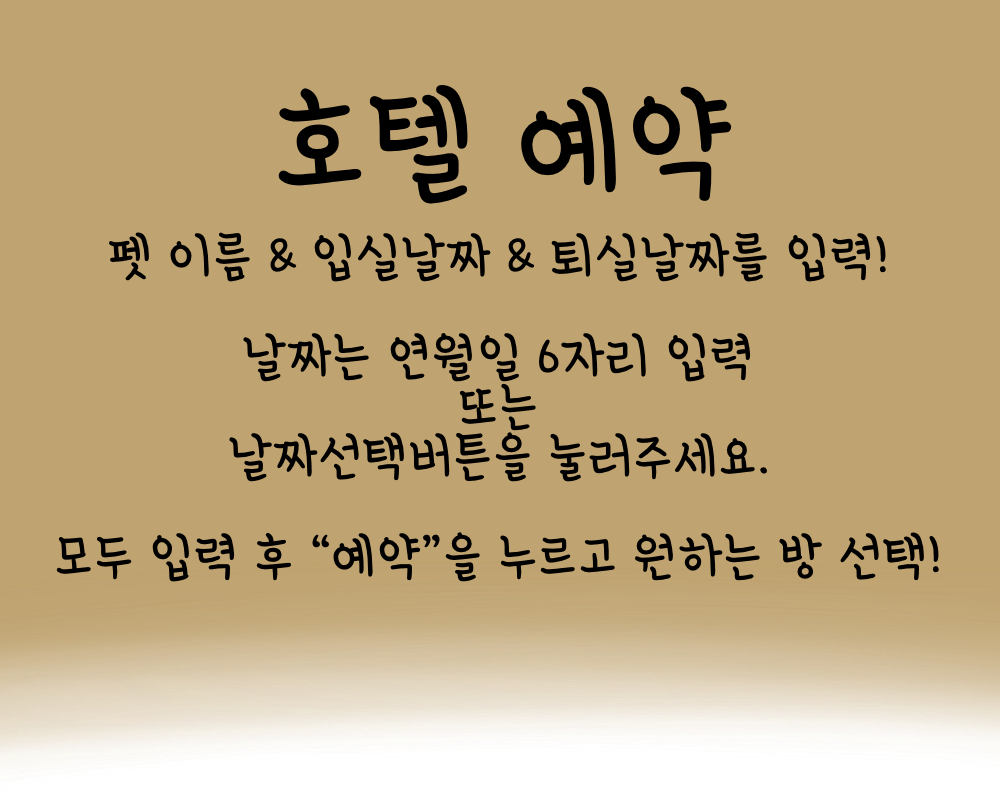 호텔 예약
펫 이름 & 입실날짜 & 퇴실날짜를 입력!
날짜는 연월일 6자리 입력
또는
날짜선택버튼을 눌러주세요.
모두 입력 후 “예약”을 누르고 원하는 방 선택!